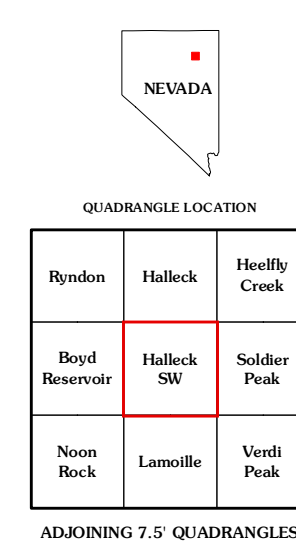 NEVADA
QUADRANGLE LOCATION
Ryndon
Halleck
Heelfly
Creek
Boyd
Reservoir
Halleck
SW
Soldier
Peak
Noon
Rock
Lamoille
Verdi
Peak
ADJOINING 7.5' QUADRANGLES